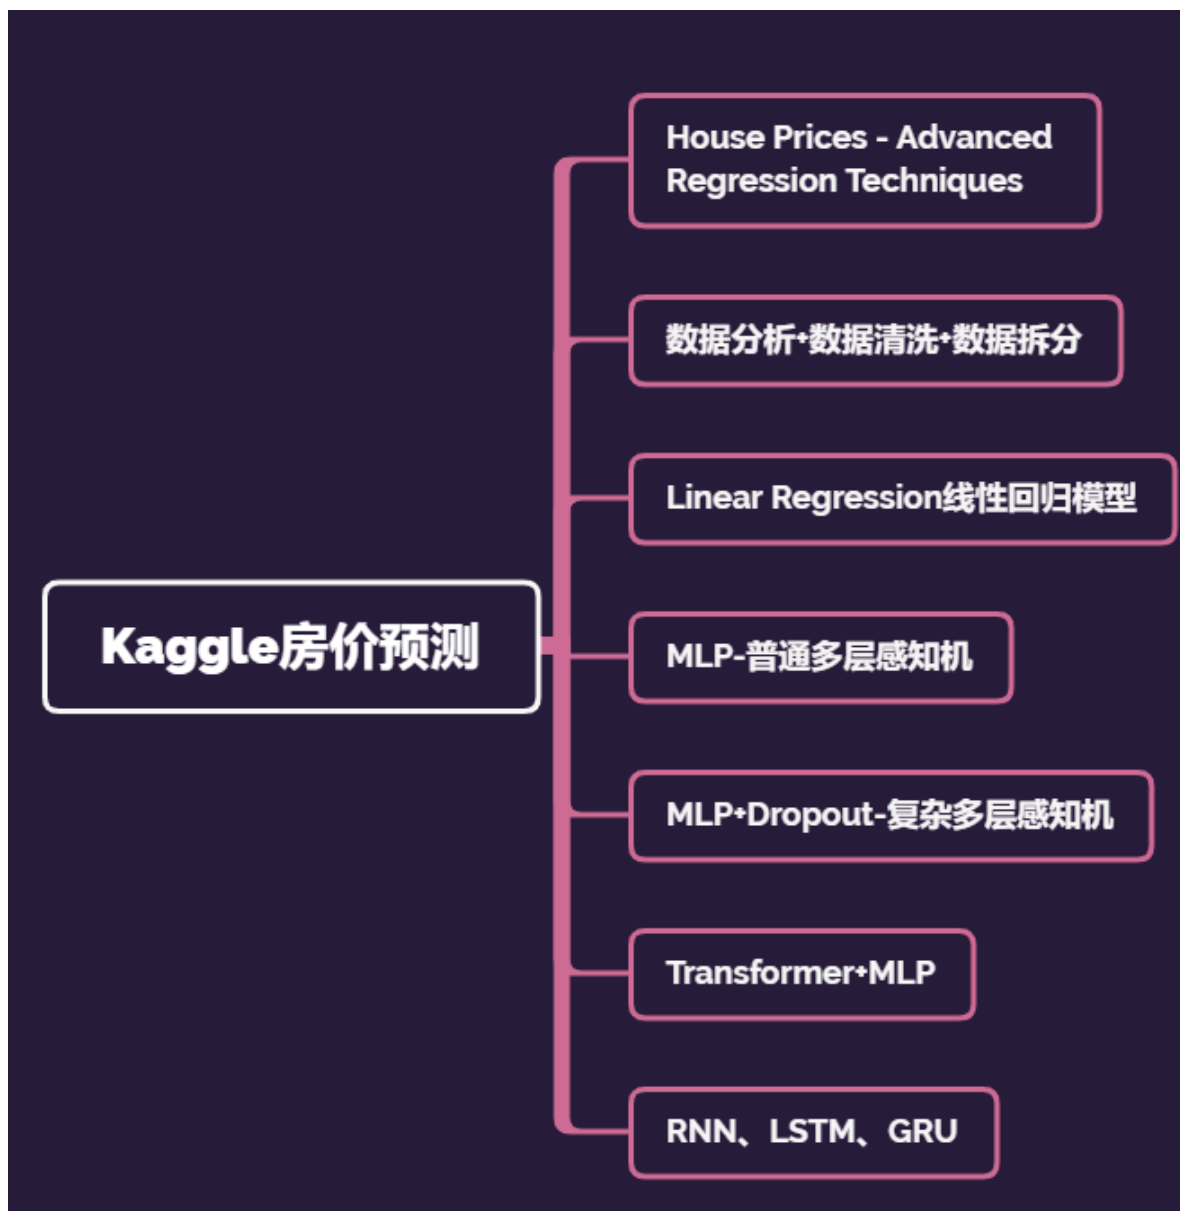 Kaggle房价预测
House Prices - Advanced
Regression Techniques
数据分析+数据清洗+数据拆分
Linear Regression线性回归模型
MLP-普通多层感知机
MLP+Dropout-复杂多层感知机
Transformer+MLP
RNN、LSTM、GRU